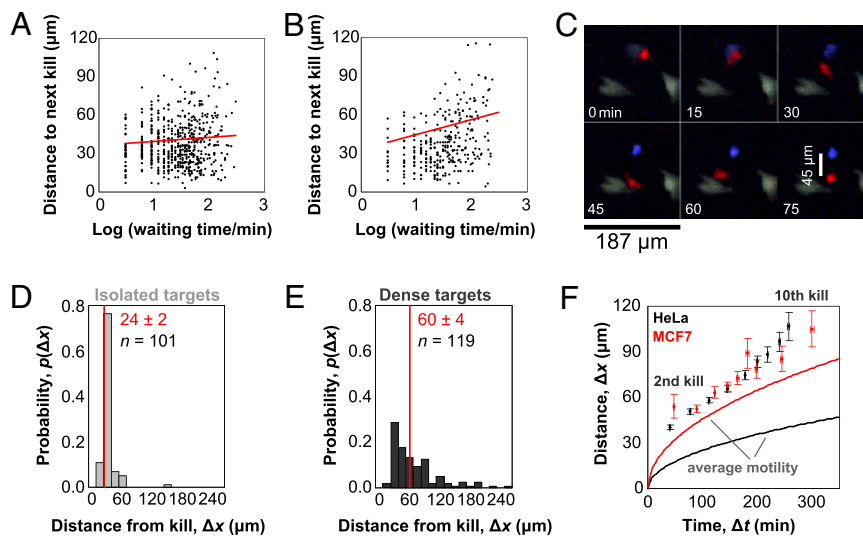 A
Distance to next kill (µm)
120
90
60
30
0
0
1
2
3
Log (waiting time/min)
B
Distance to next kill (µm)
120
90
60
30
0
0
1
2
3
Log (waiting time/min)
C
0 min
15
30
45
60
75
45 µm
187 µm
D
Isolated targets
24 ± 2
n = 101
Probability, p(Δx)
0.8
0.6
0.4
0.2
0.0
0
60
120
180
240
Distance from kill, Δx (µm)
E
Dense targets
60 ± 4
n = 119
Probability, p(Δx)
0.8
0.6
0.4
0.2
0.0
0
60
120
180
240
Distance from kill, Δx (µm)
F
10th kill
HeLa
MCF7
2nd kill
average motility
Distance, Δx (µm)
120
90
60
30
0
0
100
200
300
Time, Δt (min)